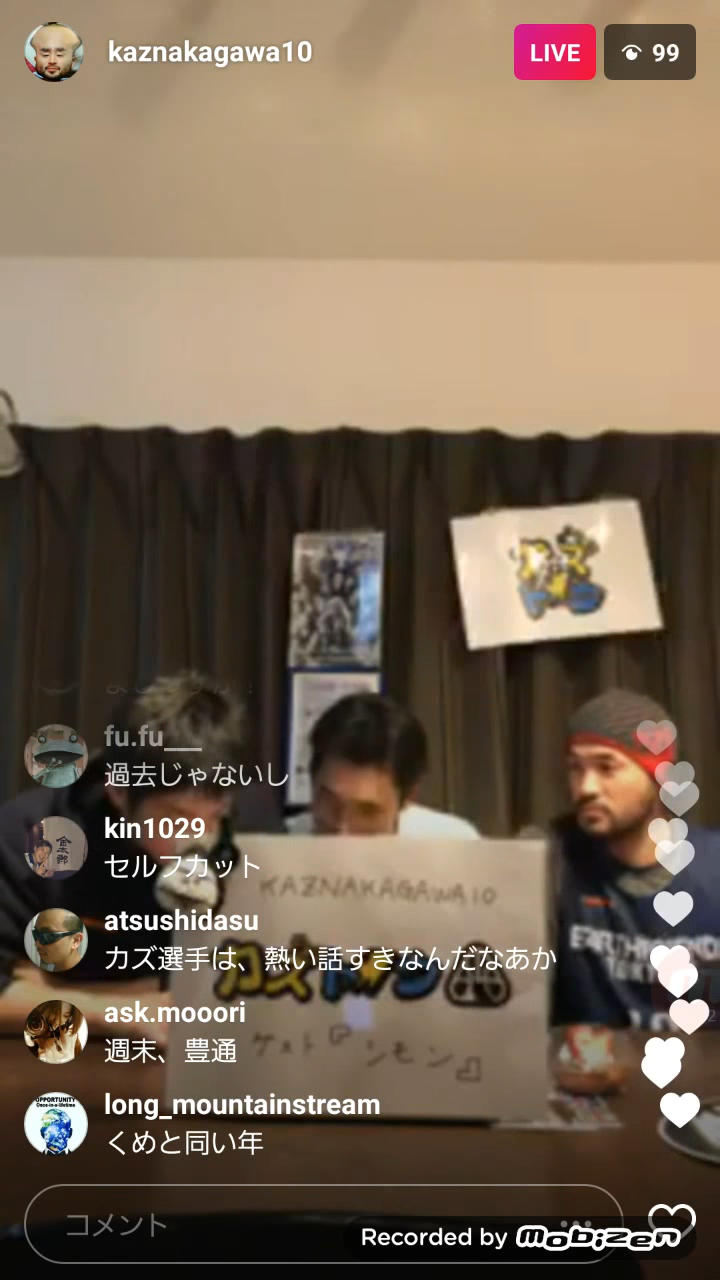 kaznakagawa10
LIVE
99
カズ
fu.fu___
過去じゃないし
kin1029
セルフカット
atsushidasu
カズ選手は、熱い話すきなんだなあか
ask.mooori
週末、豊通
long_mountainstream
くめと同い年
KAZNAKAGAWA10
ゲスト『シモン』
コメント
Recorded by mobizen